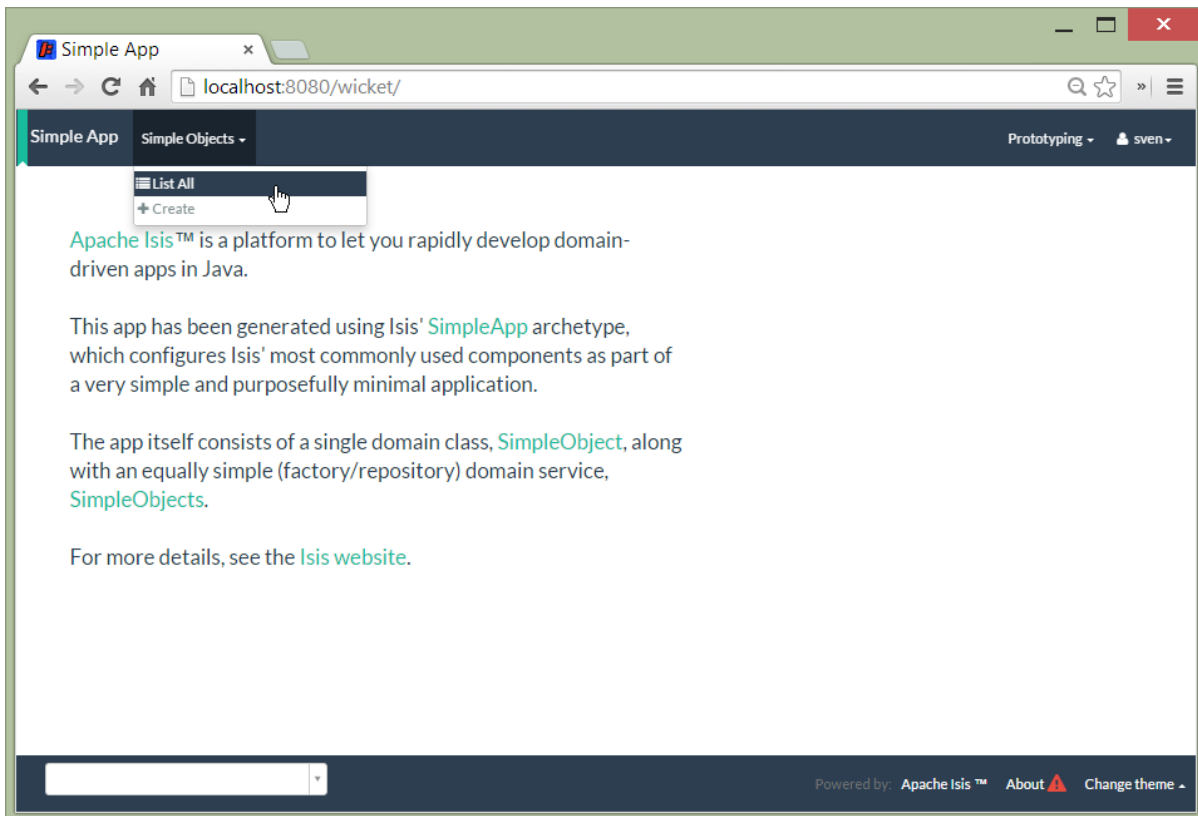 Simple App
localhost:8080/wicket/
Simple App Simple Objects Prototyping sven
List All
Create
Apache Isis™ is a platform to let you rapidly develop domain-
driven apps in Java.
This app has been generated using Isis' SimpleApp archetype,
which configures Isis' most commonly used components as part of
a very simple and purposefully minimal application.
The app itself consists of a single domain class, SimpleObject, along
with an equally simple (factory/repository) domain service,
SimpleObjects.
For more details, see the Isis website.
Powered by: Apache Isis ™ About Change theme